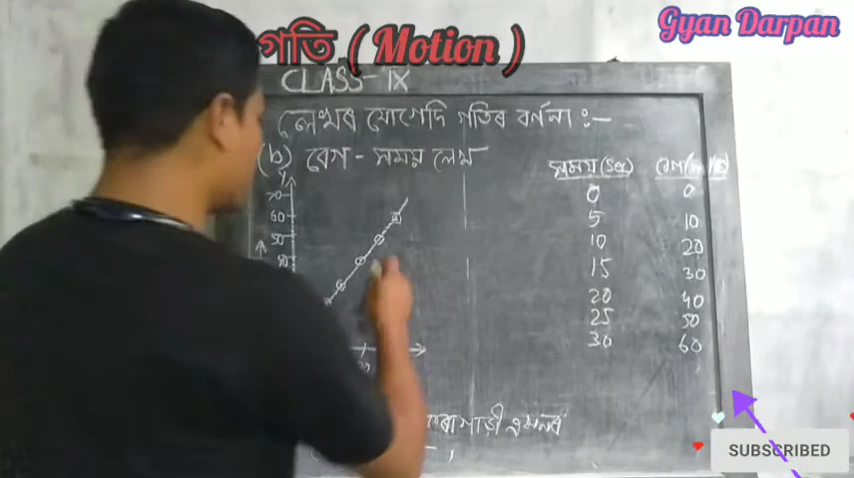 গতি ( Motion )
Gyan Darpan
CLASS-IX
লেখৰ যোগেদি গতিৰ বৰ্ণনা :-
(b) বেগ - সময় লেখ
সময় (Sec) বেগ (m/s)
0 0
5 10
10 20
15 30
20 40
25 50
30 60
Y
70
60
50
SUBSCRIBED